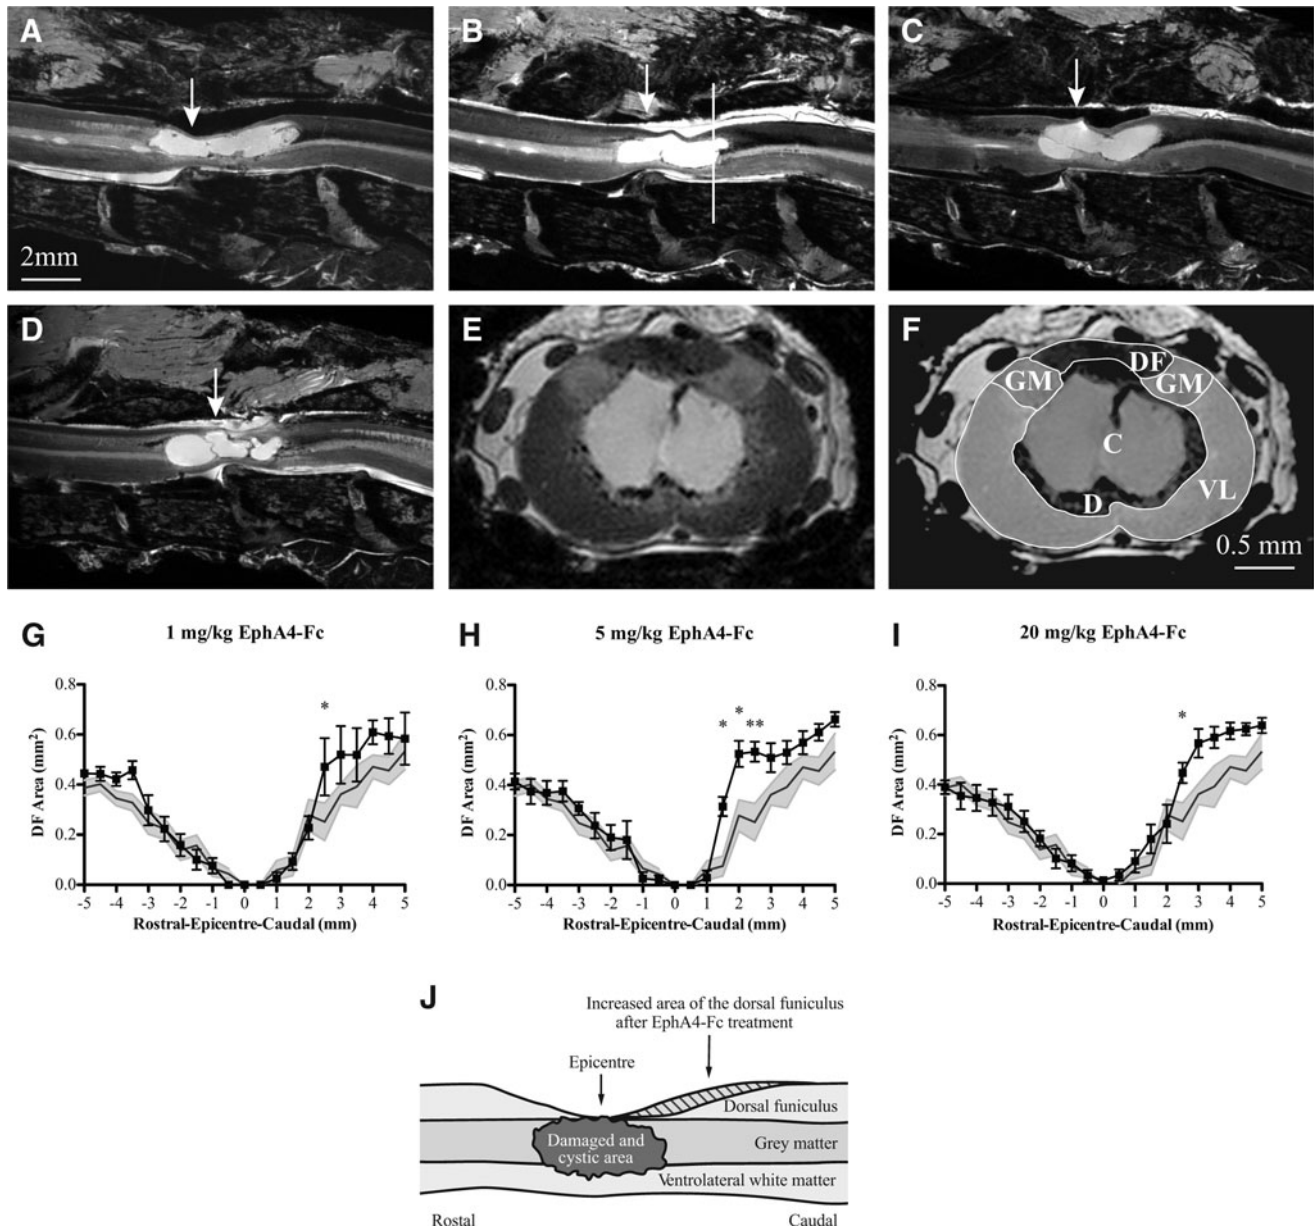 A
B
C
2mm
D
E
F
DF
GM
GM
C
D
VL
0.5 mm
G
1 mg/kg EphA4-Fc
H
5 mg/kg EphA4-Fc
I
20 mg/kg EphA4-Fc
DF Area (mm²)
0.8
0.6
0.4
0.2
0.0
*
-5 -4 -3 -2 -1 0 1 2 3 4 5
Rostral-Epicentre-Caudal (mm)
DF Area (mm²)
0.8
0.6
0.4
0.2
0.0
* * **
-5 -4 -3 -2 -1 0 1 2 3 4 5
Rostral-Epicentre-Caudal (mm)
DF Area (mm²)
0.8
0.6
0.4
0.2
0.0
*
-5 -4 -3 -2 -1 0 1 2 3 4 5
Rostral-Epicentre-Caudal (mm)
J
Increased area of the dorsal funiculus
after EphA4-Fc treatment
Epicentre
Dorsal funiculus
Damaged and
cystic area
Grey matter
Ventrolateral white matter
Rostal
Caudal